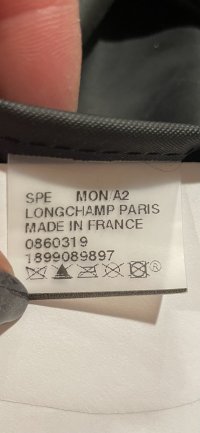 SPE MON/A2
LONGCHAMP PARIS
MADE IN FRANCE
0860319
1899089897